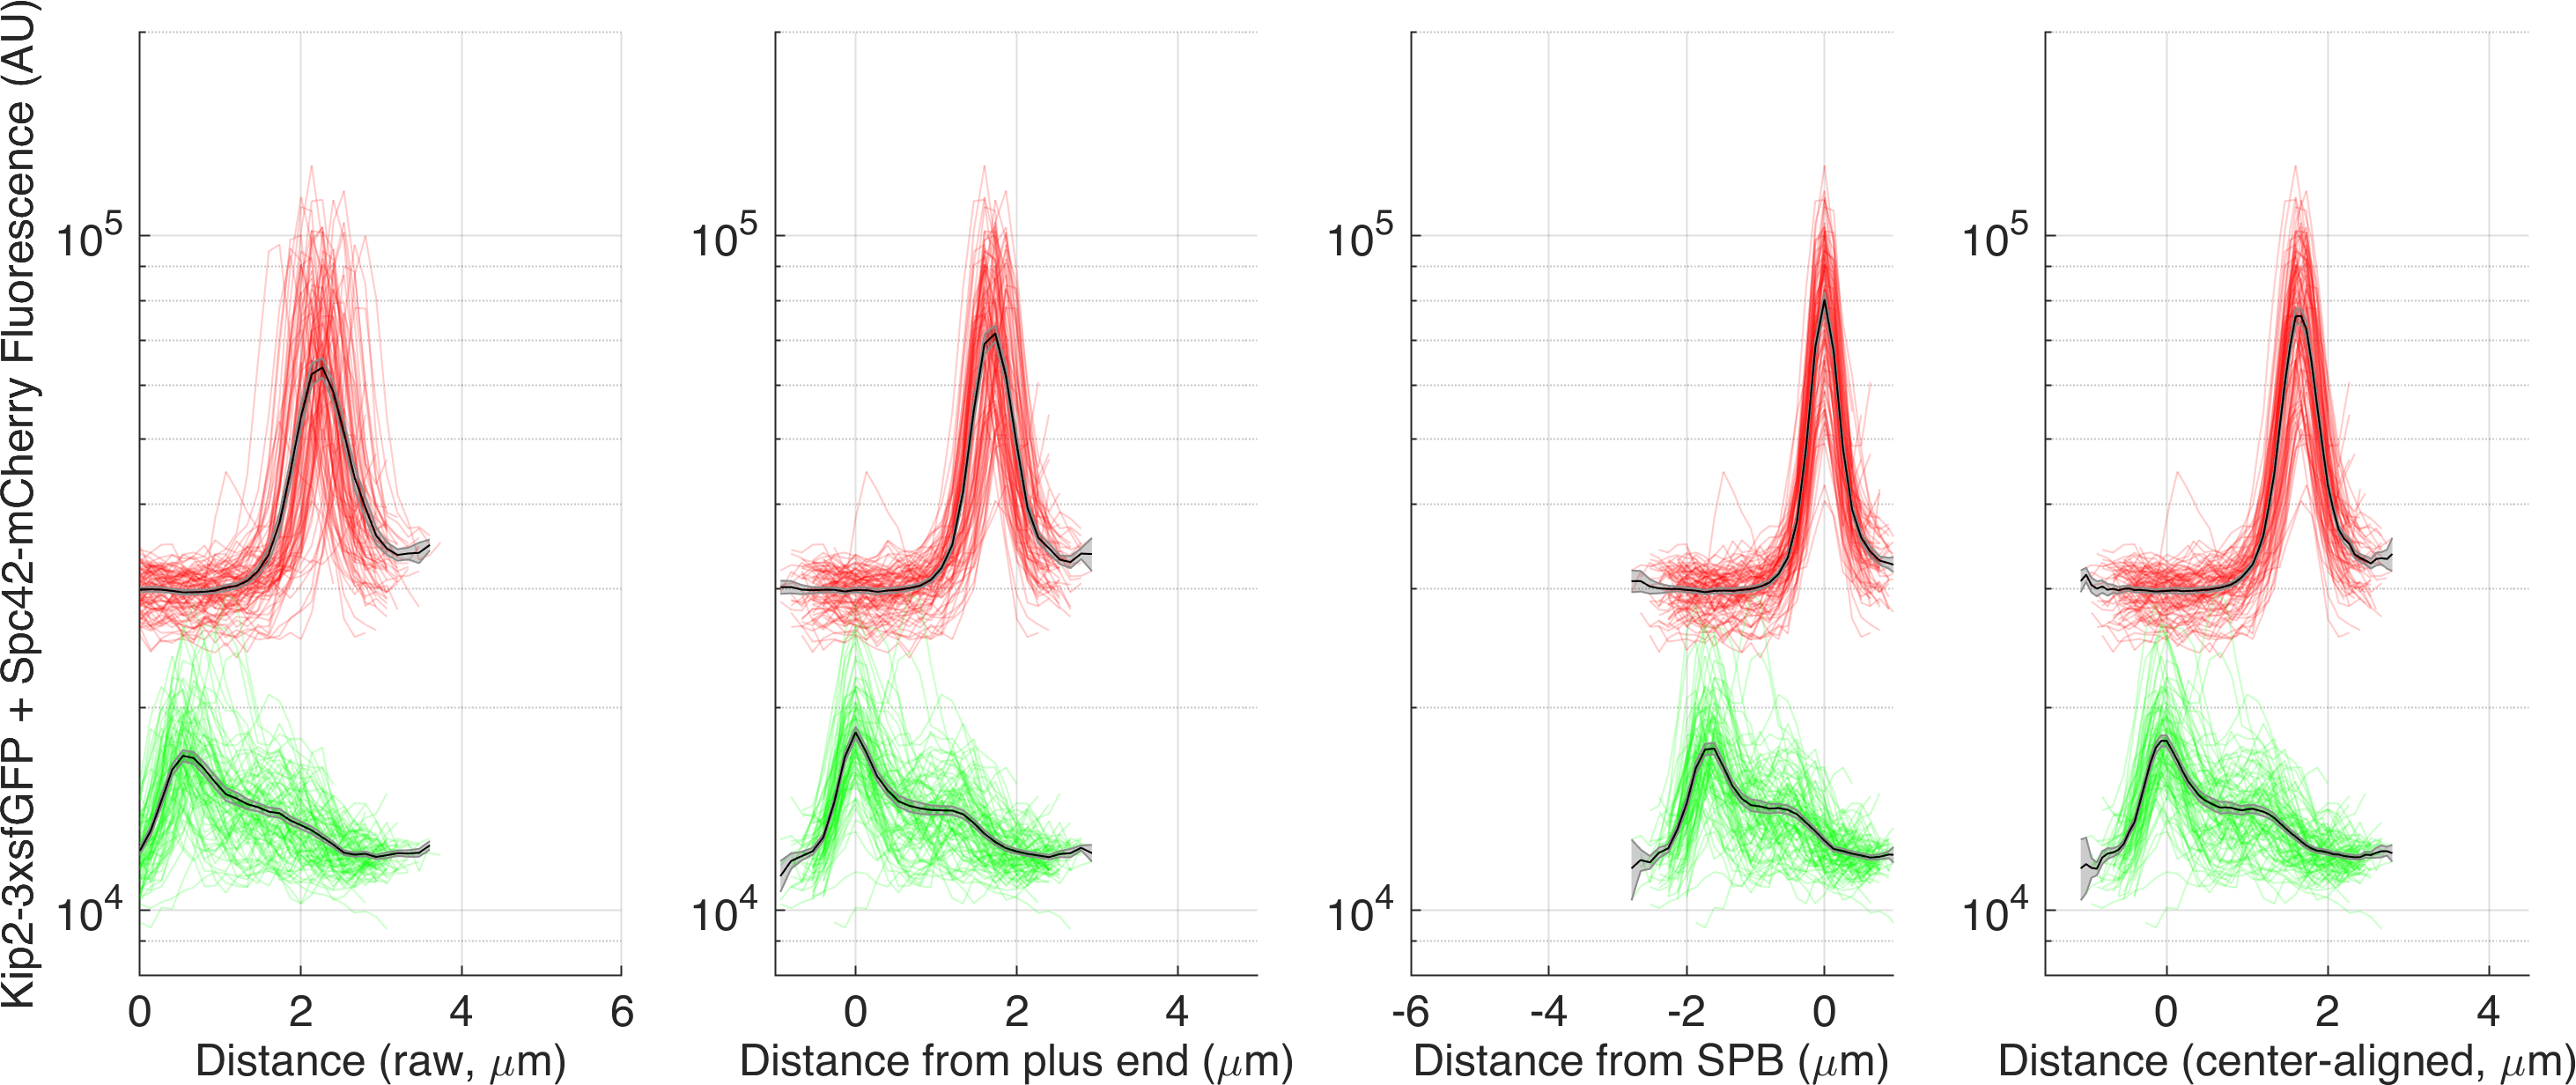 Kip2-3xsfGFP + Spc42-mCherry Fluorescence (AU)
10^5
10^4
0 2 4 6
Distance (raw, μm)
10^5
10^4
0 2 4
Distance from plus end (μm)
10^5
10^4
-6 -4 -2 0
Distance from SPB (μm)
10^5
10^4
0 2 4
Distance (center-aligned, μm)